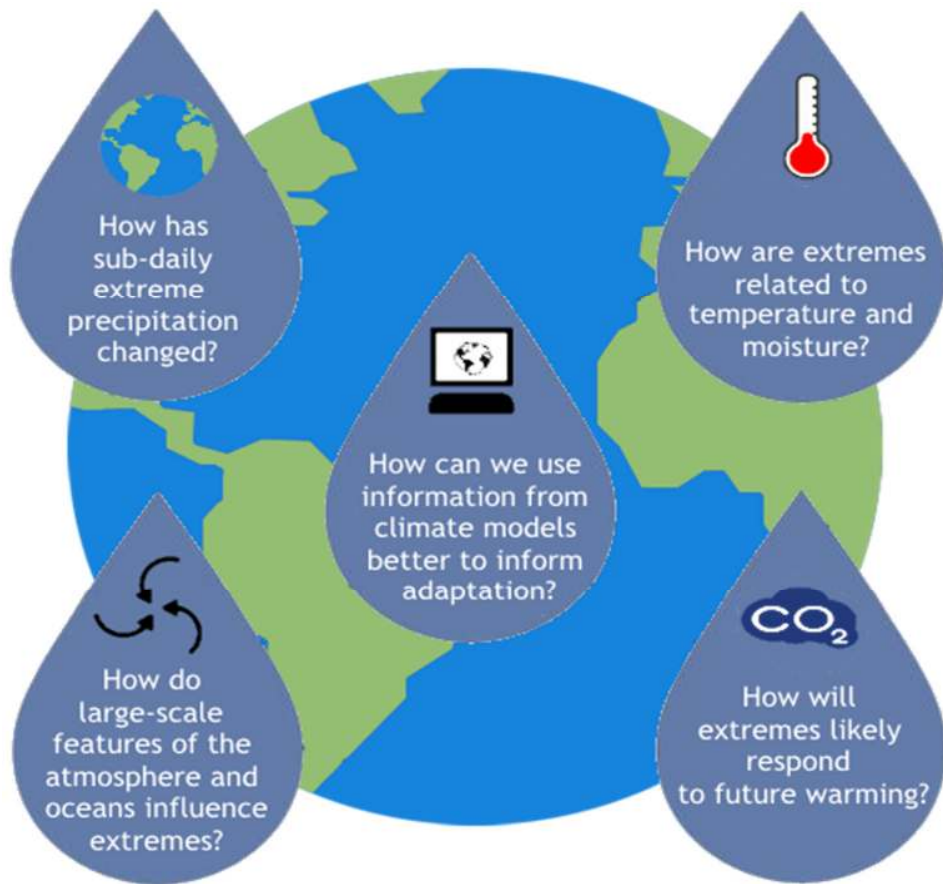 How has
sub-daily
extreme
precipitation
changed?
How are extremes
related to
temperature and
moisture?
How can we use
information from
climate models
better to inform
adaptation?
How do
large-scale
features of the
atmosphere and
oceans influence
extremes?
CO₂
How will
extremes likely
respond
to future warming?